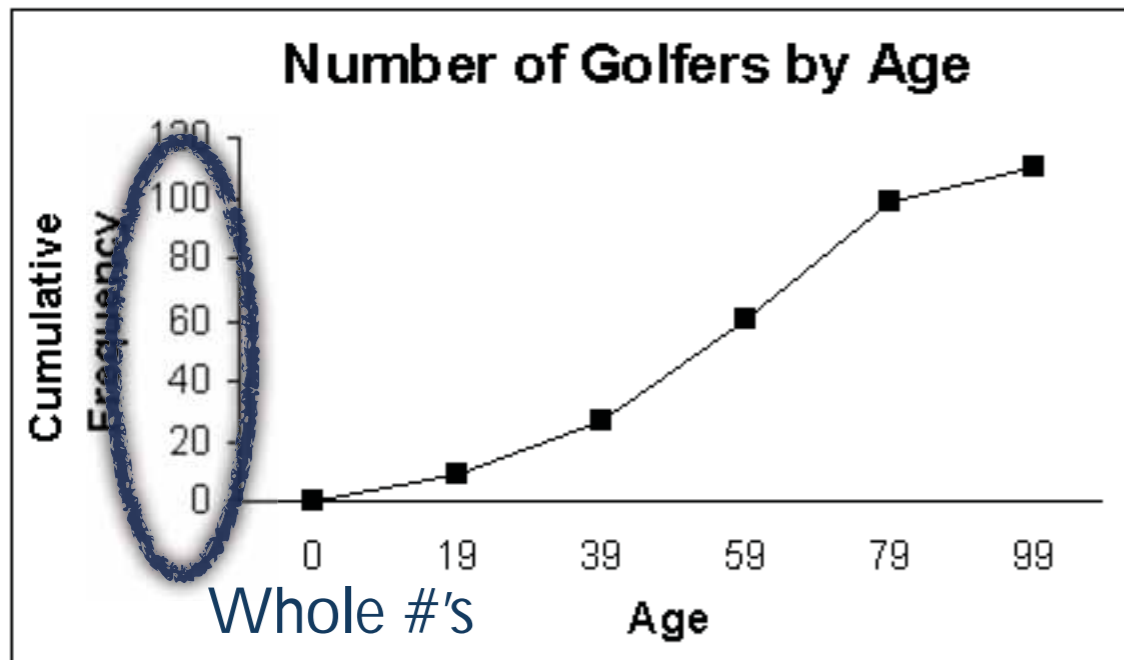 Number of Golfers by Age
Cumulative
Frequency
120
100
80
60
40
20
0
0 19 39 59 79 99
Whole #'s
Age